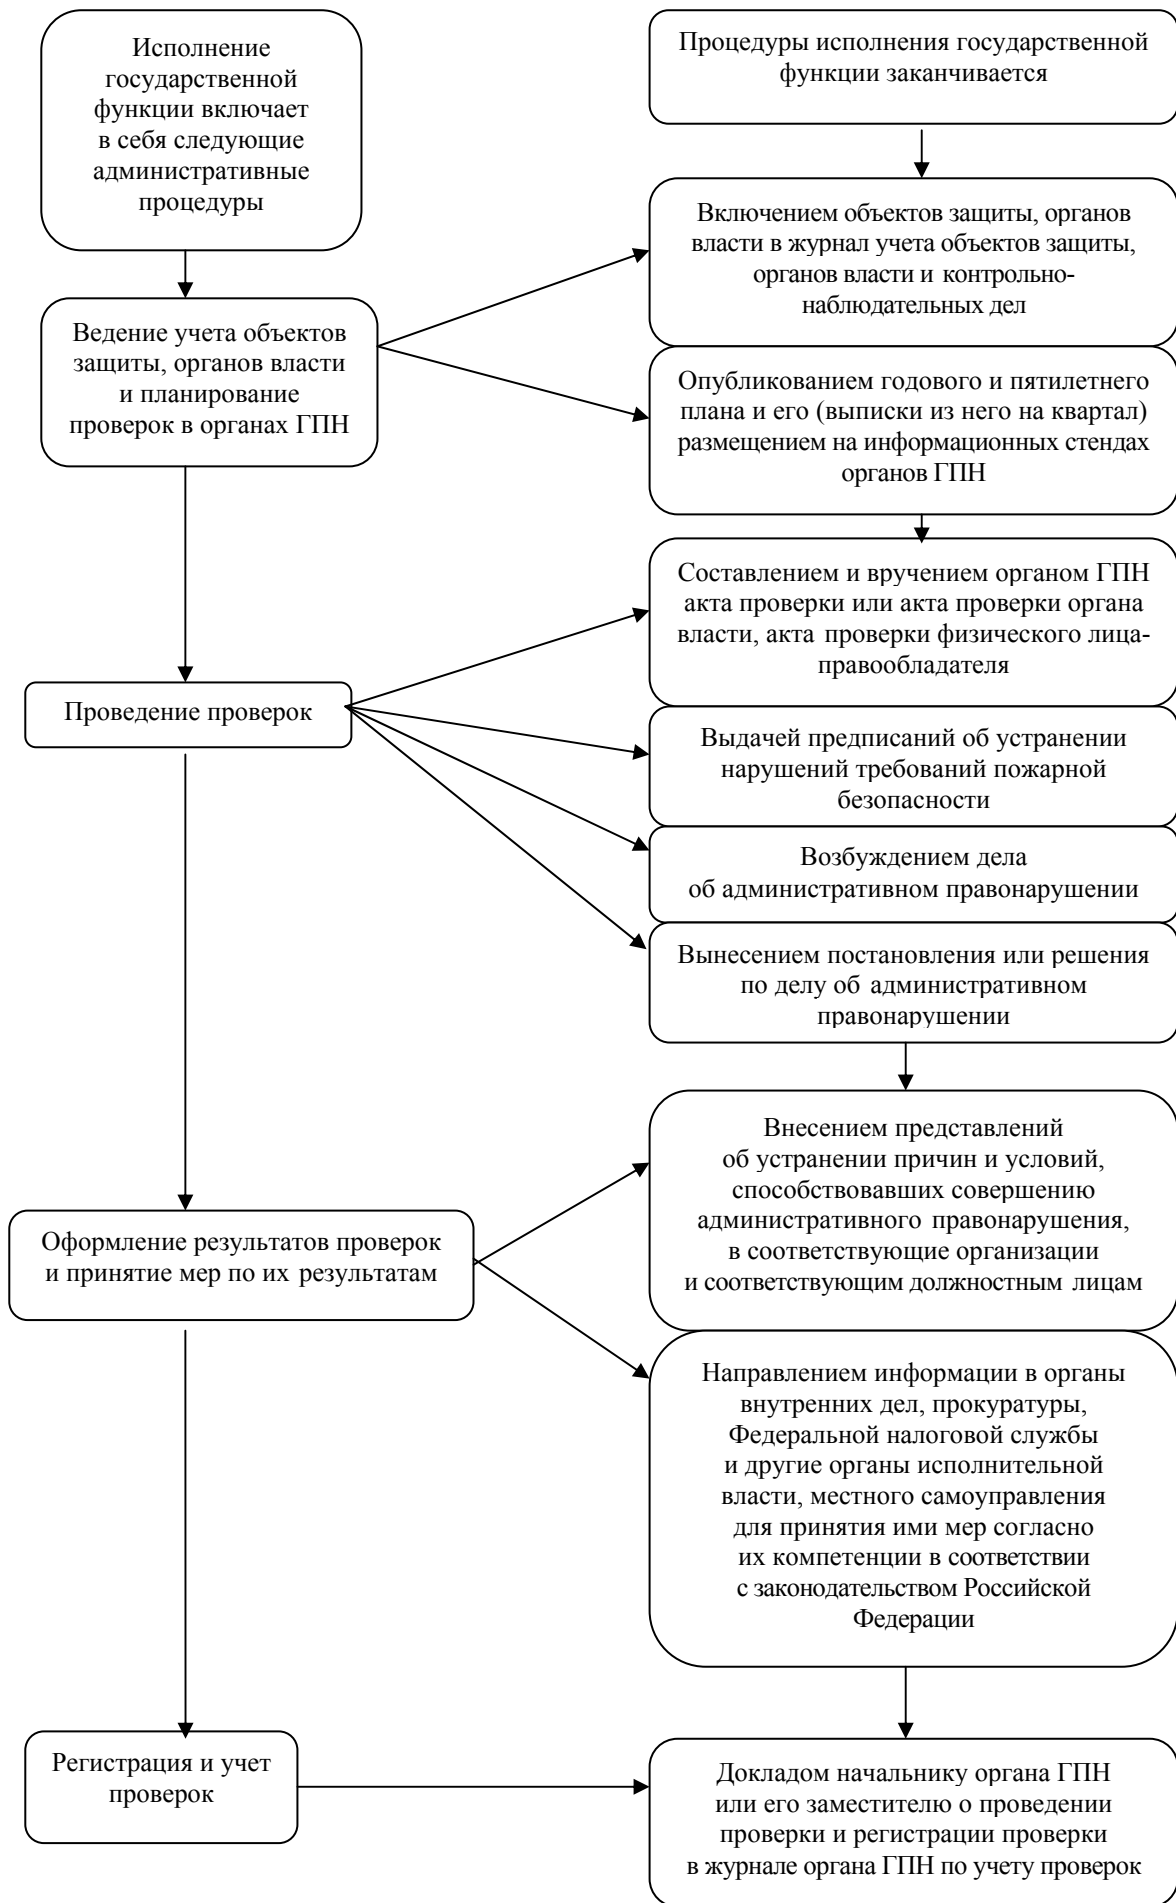 Исполнение
государственной
функции включает
в себя следующие
административные
процедуры
Процедуры исполнения государственной
функции заканчивается
Включением объектов защиты, органов
власти в журнал учета объектов защиты,
органов власти и контрольно-
наблюдательных дел
Ведение учета объектов
защиты, органов власти
и планирование
проверок в органах ГПН
Опубликованием годового и пятилетнего
плана и его (выписки из него на квартал)
размещением на информационных стендах
органов ГПН
Составлением и вручением органом ГПН
акта проверки или акта проверки органа
власти, акта проверки физического лица-
правообладателя
Проведение проверок
Выдачей предписаний об устранении
нарушений требований пожарной
безопасности
Возбуждением дела
об административном правонарушении
Вынесением постановления или решения
по делу об административном
правонарушении
Внесением представлений
об устранении причин и условий,
способствовавших совершению
административного правонарушения,
в соответствующие организации
и соответствующим должностным лицам
Оформление результатов проверок
и принятие мер по их результатам
Направлением информации в органы
внутренних дел, прокуратуры,
Федеральной налоговой службы
и другие органы исполнительной
власти, местного самоуправления
для принятия ими мер согласно
их компетенции в соответствии
с законодательством Российской
Федерации
Регистрация и учет
проверок
Докладом начальнику органа ГПН
или его заместителю о проведении
проверки и регистрации проверки
в журнале органа ГПН по учету проверок